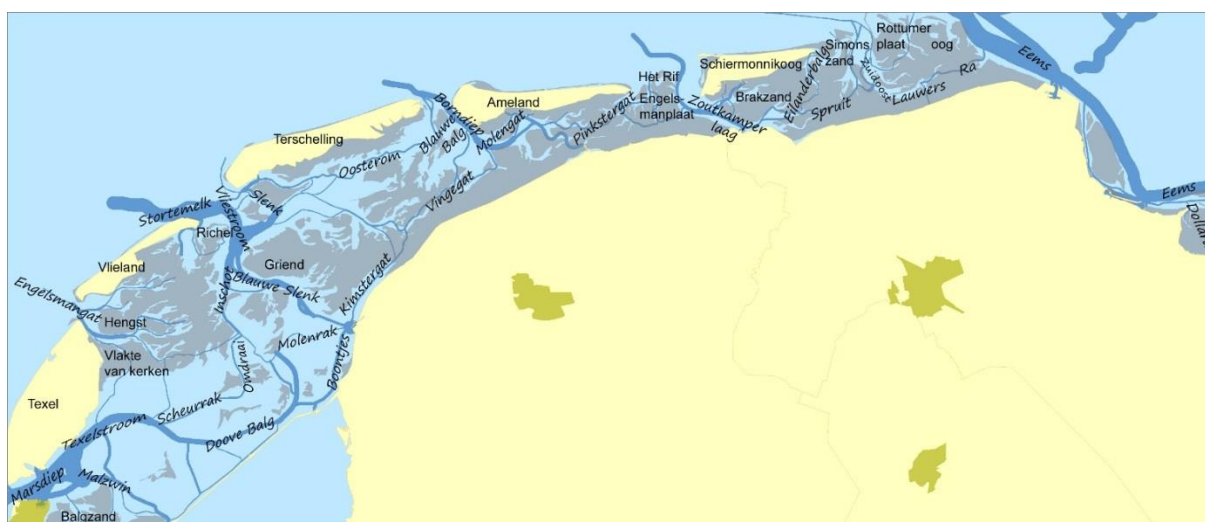 Rottumer
plaat oog
Simons
zand
Eems
Schiermonnikoog
Eilanderbalgs
Zuidoost
Lauwers
Ra
Het Rif
Engels-
manplaat
Brakzand
Zoutkamper
laag
Spruit
Ameland
Borndiep
Molengat
Pinkstergat
Blauwe
Balg
Terschelling
Oosterom
Vingegat
Eems
Dollard
Slenk
Vliestroom
Stortemelk
Richel
Vlieland
Griend
Inschot
Blauwe Slenk
Kimstergat
Engelsmangat
Hengst
Molenrak
Boontjes
Vlakte
van kerken
Omdraai
Texel
Scheurrak
Texelstroom
Doove Balg
Marsdiep
Malzwin
Balgzand